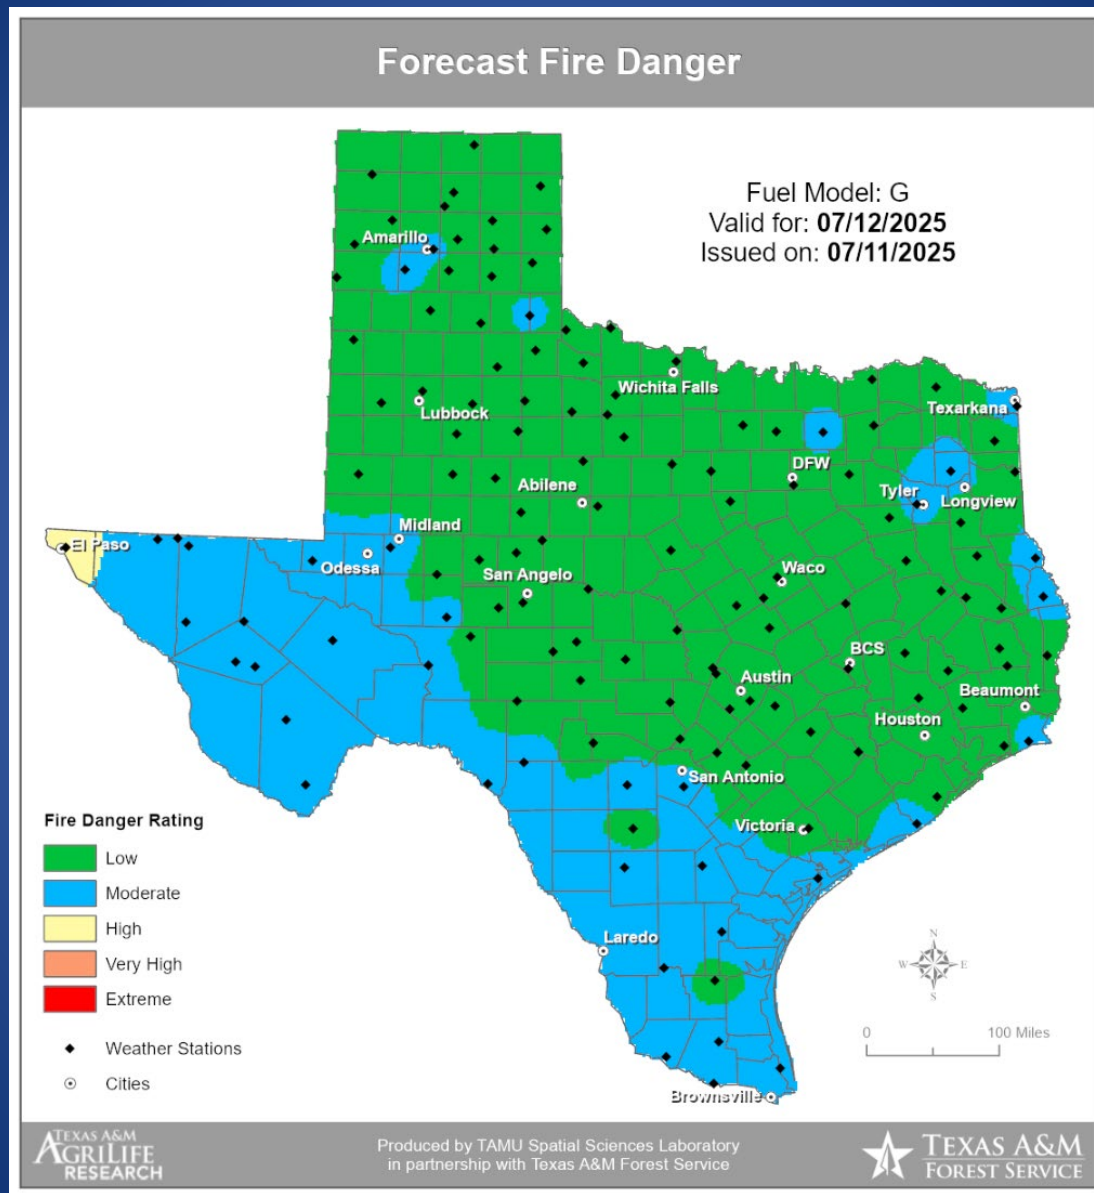 Forecast Fire Danger
Fuel Model: G
Valid for: 07/12/2025
Issued on: 07/11/2025
Amarillo
Wichita Falls
Lubbock
Texarkana
DFW
Abilene
Tyler
Longview
Midland
El Paso
Odessa
San Angelo
Waco
BCS
Austin
Beaumont
Houston
San Antonio
Victoria
Laredo
Brownsville
Fire Danger Rating
Low
Moderate
High
Very High
Extreme
Weather Stations
Cities
N
W E
S
0 100 Miles
TEXAS A&M
AGRILIFE
RESEARCH
Produced by TAMU Spatial Sciences Laboratory
in partnership with Texas A&M Forest Service
TEXAS A&M
FOREST SERVICE